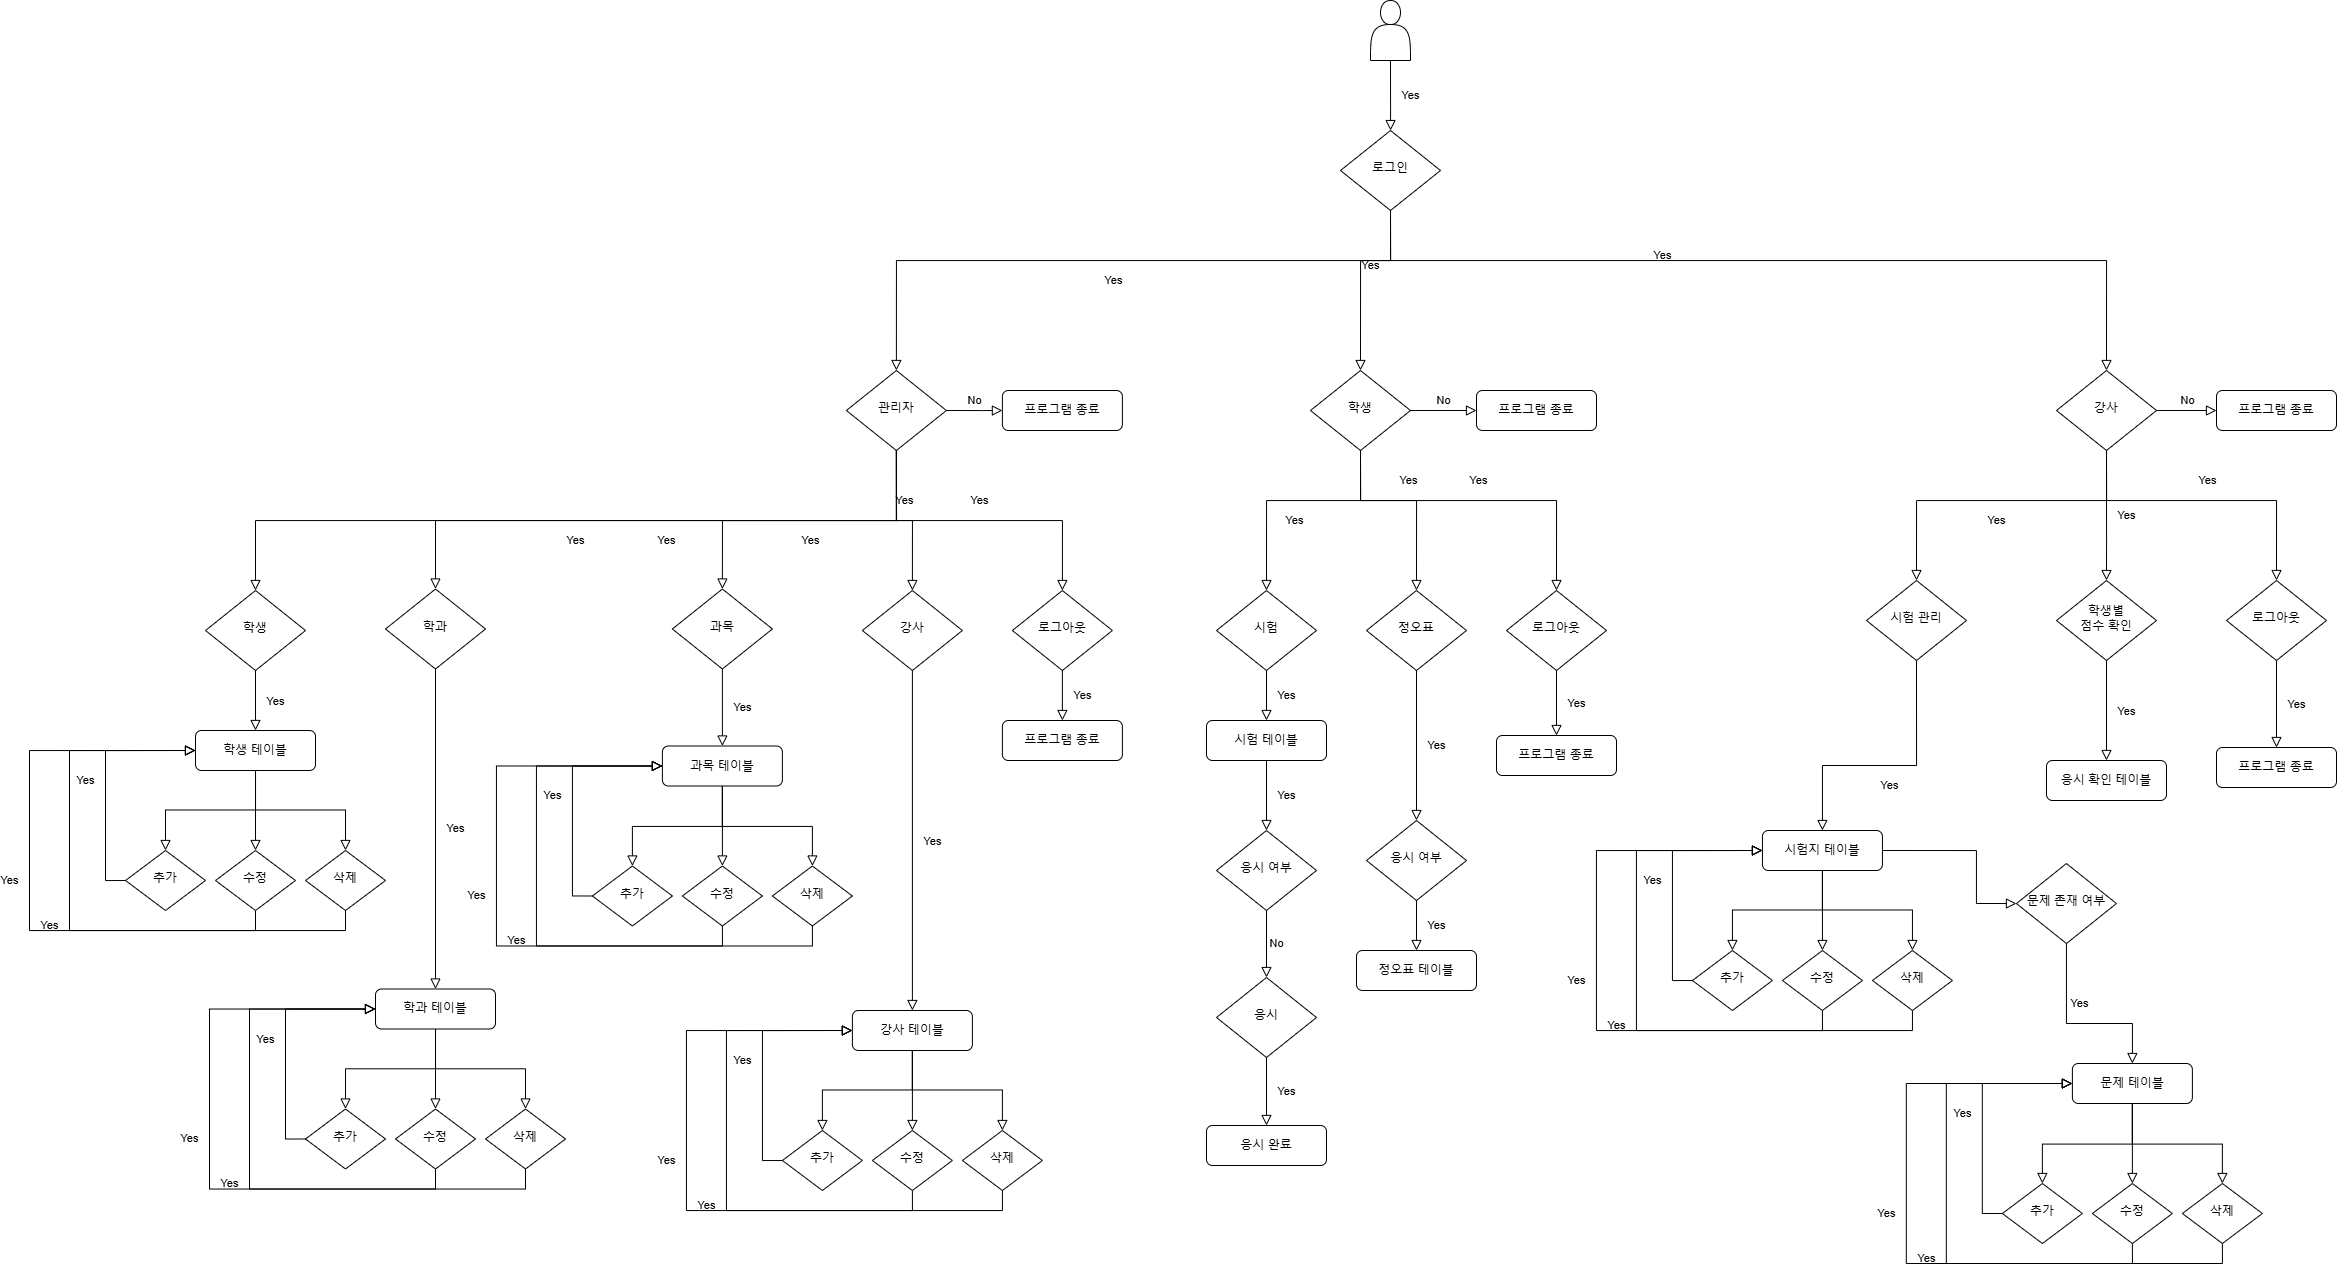 Yes
로그인
Yes
Yes
Yes
관리자
No
프로그램 종료
학생
No
프로그램 종료
강사
No
프로그램 종료
Yes
Yes
Yes
Yes
Yes
Yes
Yes
Yes
Yes
Yes
Yes
Yes
학생
학과
과목
강사
로그아웃
시험
정오표
로그아웃
시험 관리
학생별
점수 확인
로그아웃
Yes
Yes
Yes
Yes
Yes
Yes
Yes
학생 테이블
과목 테이블
프로그램 종료
시험 테이블
Yes
프로그램 종료
응시 확인 테이블
프로그램 종료
Yes
Yes
Yes
Yes
Yes
Yes
시험지 테이블
Yes
추가
수정
삭제
Yes
추가
수정
삭제
응시 여부
응시 여부
Yes
문제 존재 여부
Yes
Yes
Yes
No
정오표 테이블
Yes
추가
수정
삭제
학과 테이블
Yes
강사 테이블
응시
Yes
Yes
Yes
Yes
문제 테이블
Yes
추가
수정
삭제
Yes
추가
수정
삭제
응시 완료
Yes
Yes
Yes
Yes
추가
수정
삭제
Yes